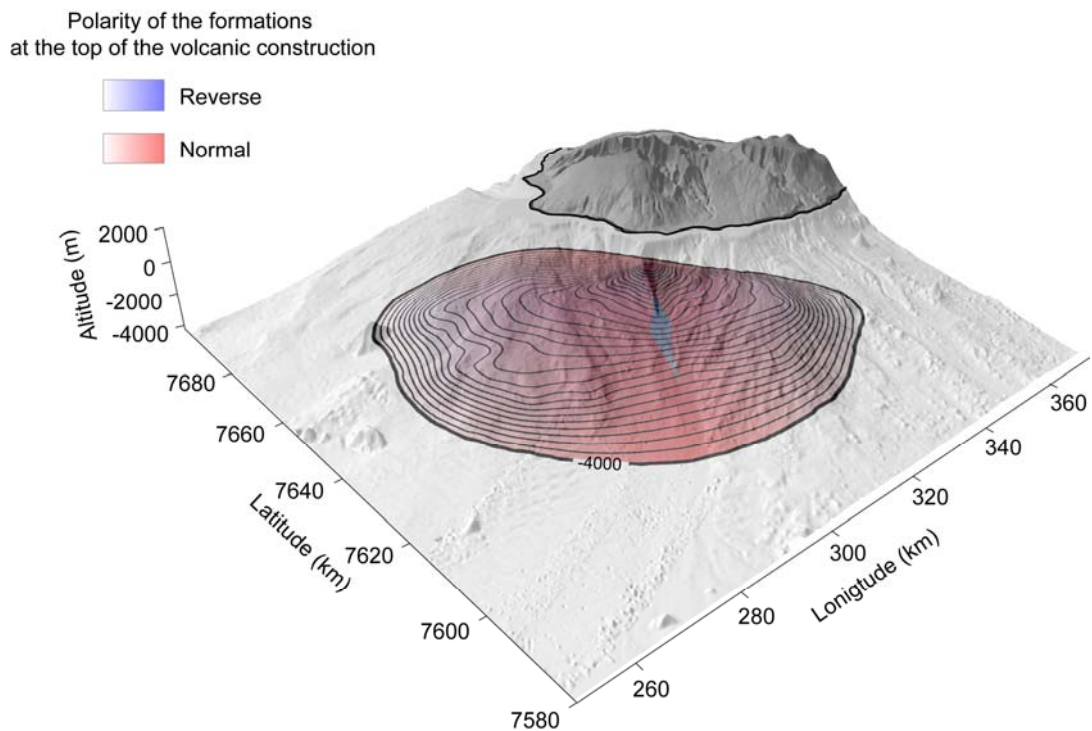 Polarity of the formations
at the top of the volcanic construction
Reverse
Normal
Altitude (m)
2000
0
-2000
-4000
7680
7660
7640
7620
7600
7580
Latitude (km)
-4000
360
340
320
300
280
260
Lonigtude (km)